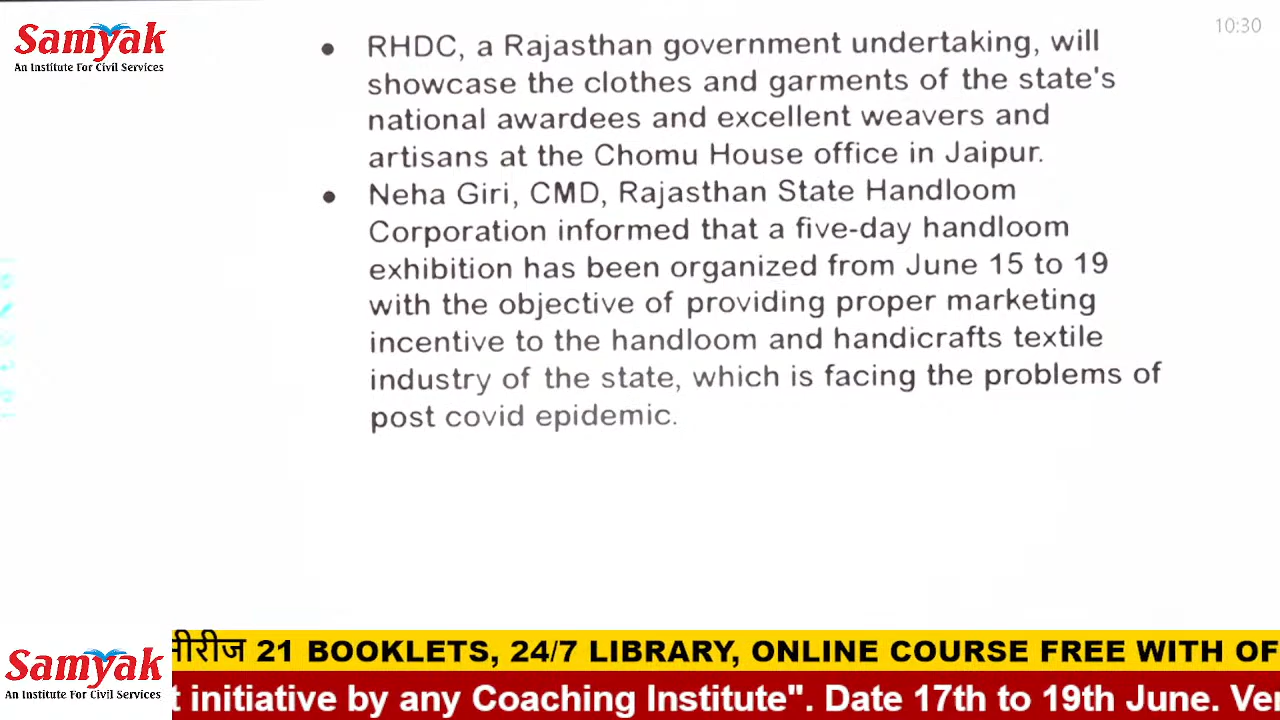 Samyak
An Institute For Civil Services
10:30
• RHDC, a Rajasthan government undertaking, will
showcase the clothes and garments of the state's
national awardees and excellent weavers and
artisans at the Chomu House office in Jaipur.
• Neha Giri, CMD, Rajasthan State Handloom
Corporation informed that a five-day handloom
exhibition has been organized from June 15 to 19
with the objective of providing proper marketing
incentive to the handloom and handicrafts textile
industry of the state, which is facing the problems of
post covid epidemic.
Samyak
An Institute For Civil Services
21 BOOKLETS, 24/7 LIBRARY, ONLINE COURSE FREE WITH OF
t initiative by any Coaching Institute". Date 17th to 19th June. Ve